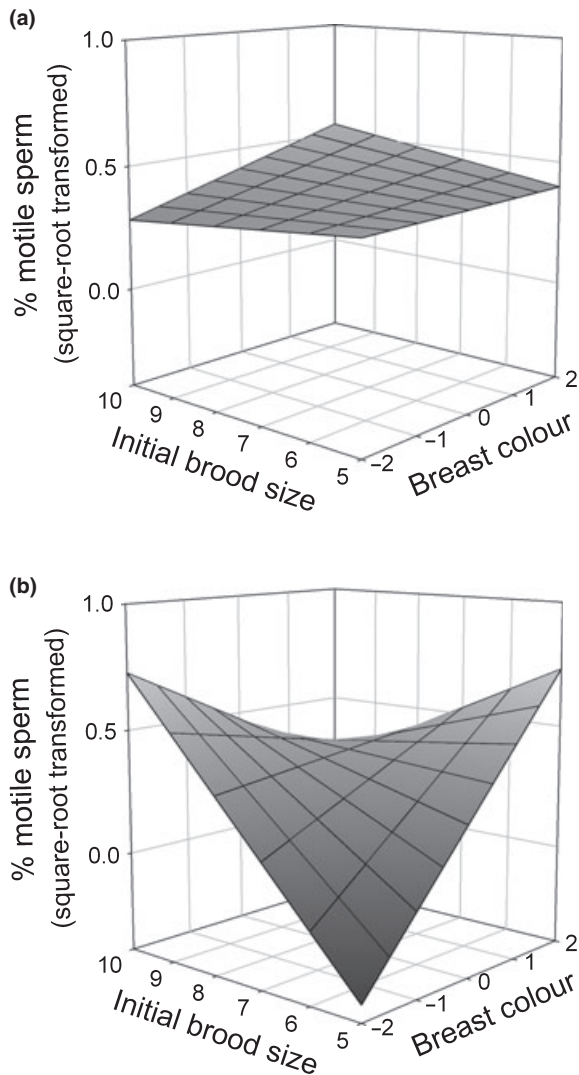 (a)
1.0
0.5
0.0
% motile sperm
(square-root transformed)
10
9
8
7
6
5
Initial brood size
−2
−1
0
1
2
Breast colour
(b)
1.0
0.5
0.0
% motile sperm
(square-root transformed)
10
9
8
7
6
5
Initial brood size
−2
−1
0
1
2
Breast colour